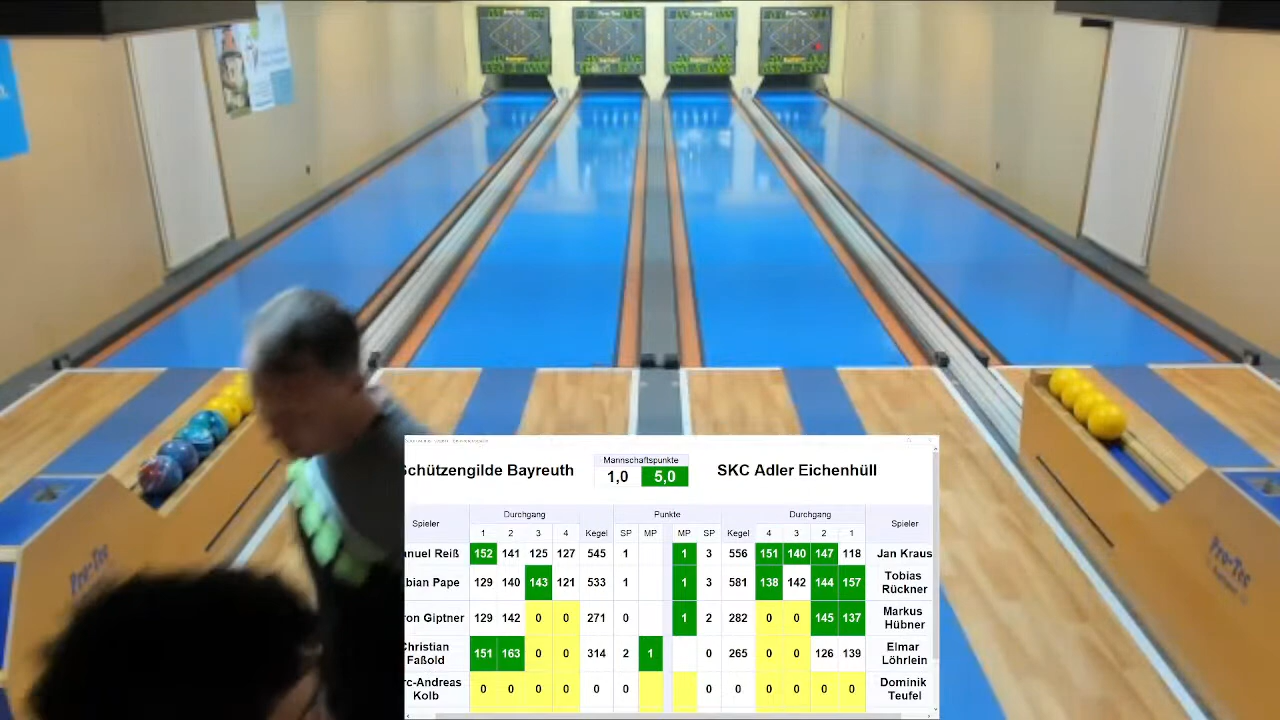 Mannschaftspunkte
Schützengilde Bayreuth 1,0 5,0 SKC Adler Eichenhüll
Spieler Durchgang Punkte Durchgang Spieler
1 2 3 4 Kegel SP MP MP SP Kegel 4 3 2 1
nuel Reiß 152 141 125 127 545 1 1 3 556 151 140 147 118 Jan Kraus
bian Pape 129 140 143 121 533 1 1 3 581 138 142 144 157 Tobias
Rückner
ron Giptner 129 142 0 0 271 0 1 2 282 0 0 145 137 Markus
Hübner
Christian
Faßold 151 163 0 0 314 2 1 0 265 0 0 126 139 Elmar
Löhrlein
rc-Andreas
Kolb 0 0 0 0 0 0 0 0 0 0 0 0 Dominik
Teufel
Pro-Tec
Pro-Tec